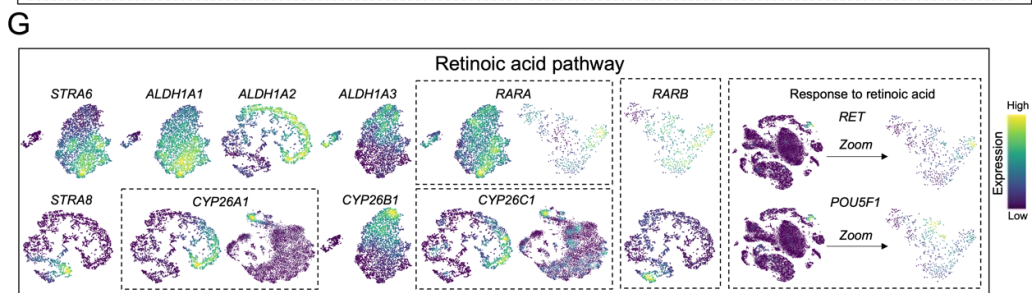 G
Retinoic acid pathway
STRA6 ALDH1A1 ALDH1A2 ALDH1A3 RARA RARB Response to retinoic acid
High
RET
Zoom
Expression
STRA8 CYP26A1 CYP26B1 CYP26C1 POU5F1
Low
Zoom